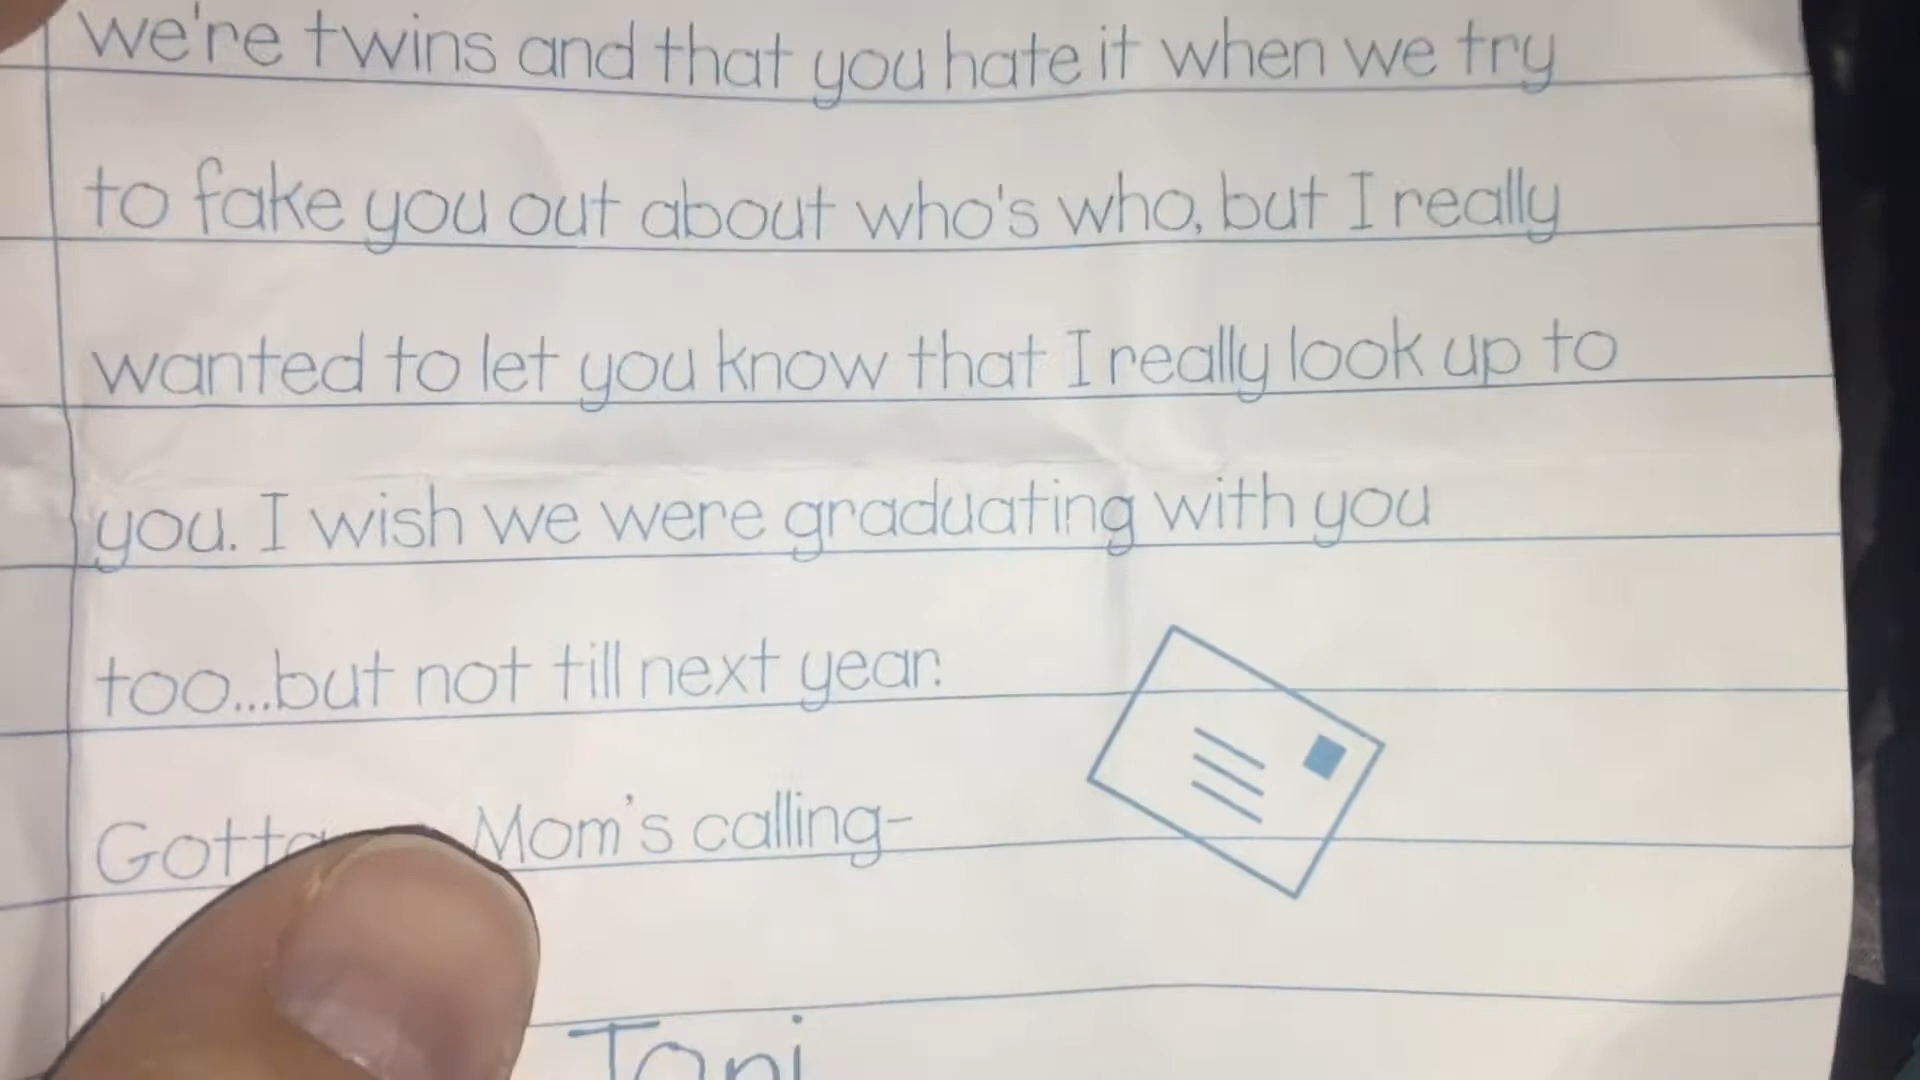 we're twins and that you hate it when we try
to fake you out about who's who, but I really
wanted to let you know that I really look up to
you. I wish we were graduating with you
too...but not till next year.
Gotta Mom's calling-
Toni